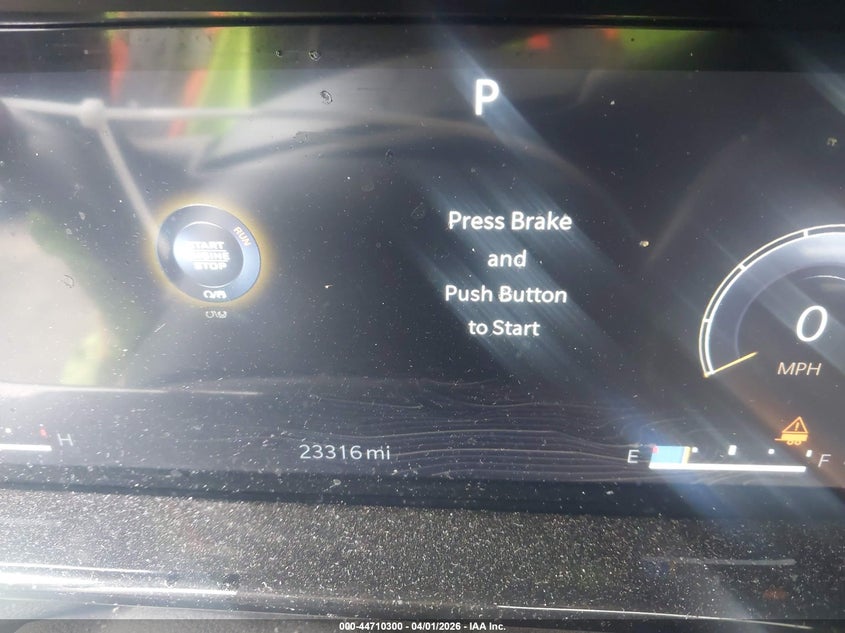 P
Press Brake
and
Push Button
to Start
START
ENGINE
STOP
RUN
0
MPH
H
23316 mi
E
F
000-44710300 - 04/01/2026 - IAA Inc.